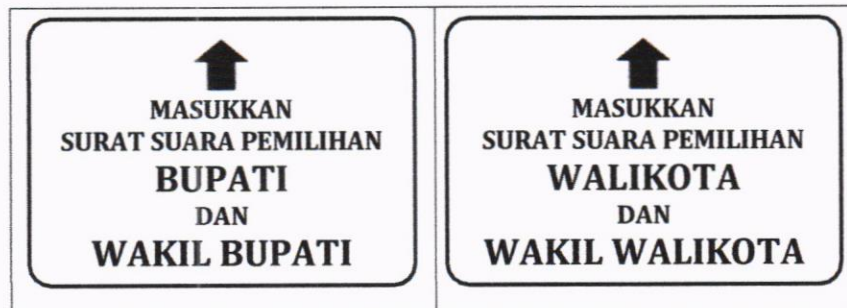 MASUKKAN
SURAT SUARA PEMILIHAN
BUPATI
DAN
WAKIL BUPATI
MASUKKAN
SURAT SUARA PEMILIHAN
WALIKOTA
DAN
WAKIL WALIKOTA